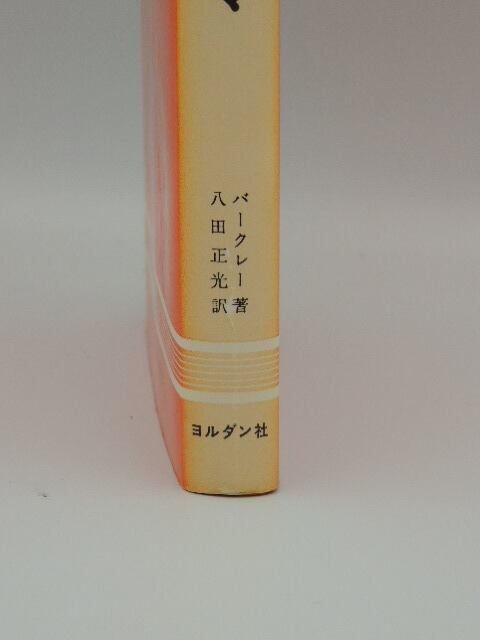 バークレー著
八田正光訳
ヨルダン社